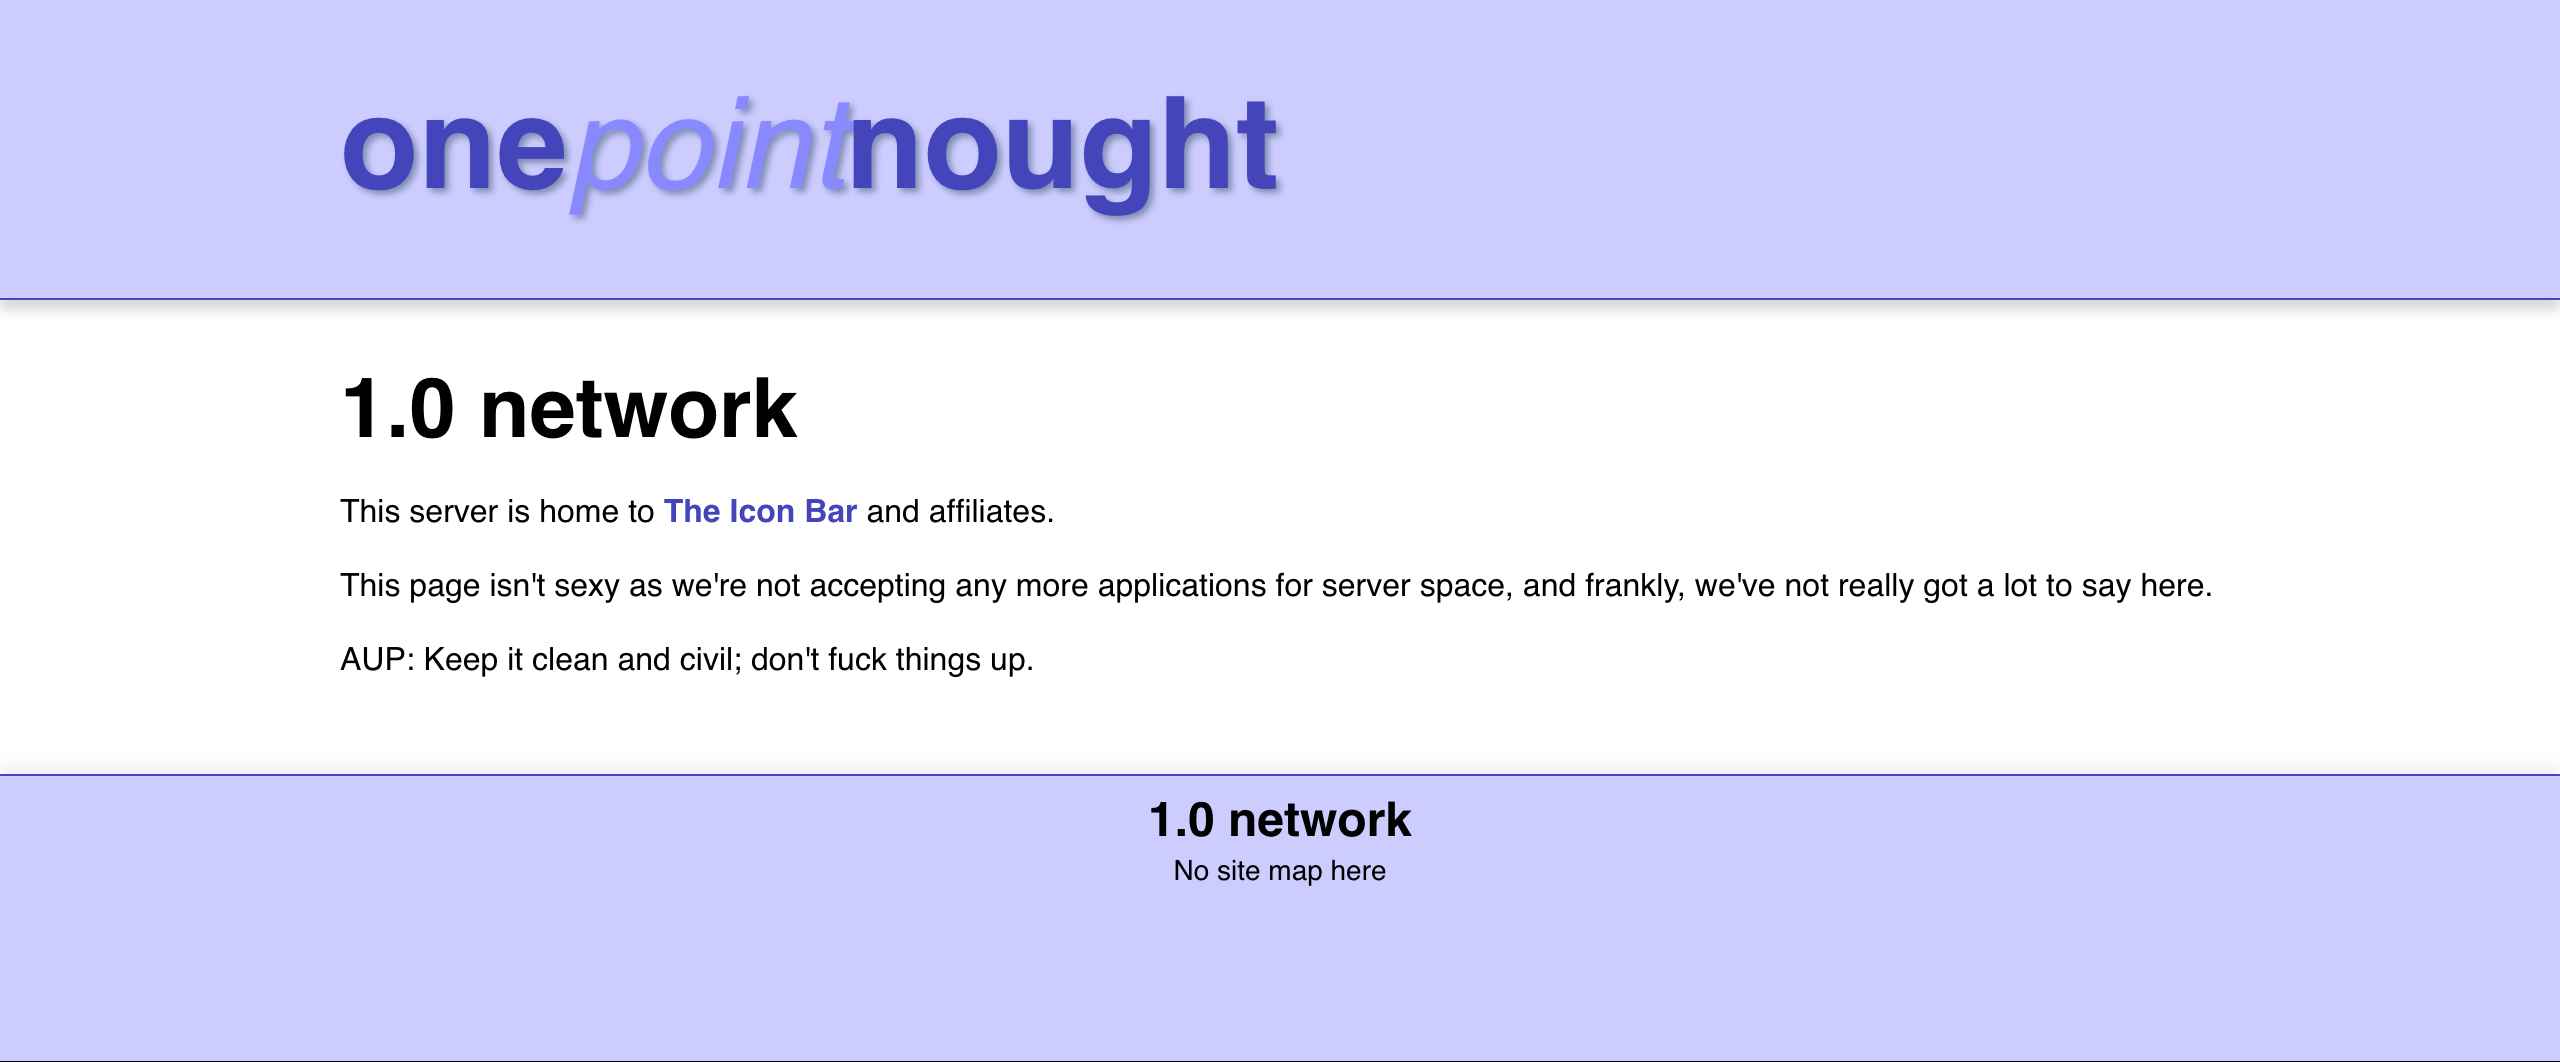 onepointnought
1.0 network
This server is home to The Icon Bar and affiliates.
This page isn't sexy as we're not accepting any more applications for server space, and frankly, we've not really got a lot to say here.
AUP: Keep it clean and civil; don't fuck things up.
1.0 network
No site map here